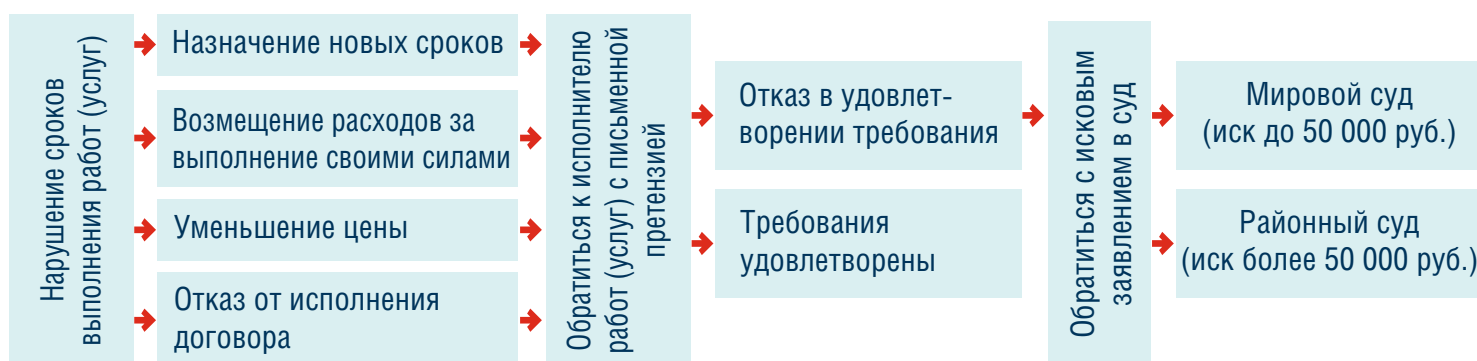 Нарушение сроков
выполнения работ (услуг)
Назначение новых сроков
Возмещение расходов за
выполнение своими силами
Уменьшение цены
Отказ от исполнения
договора
Обратиться к исполнителю
работ (услуг) с письменной
претензией
Отказ в удовлет-
ворении требования
Требования
удовлетворены
Обратиться с исковым
заявлением в суд
Мировой суд
(иск до 50 000 руб.)
Районный суд
(иск более 50 000 руб.)